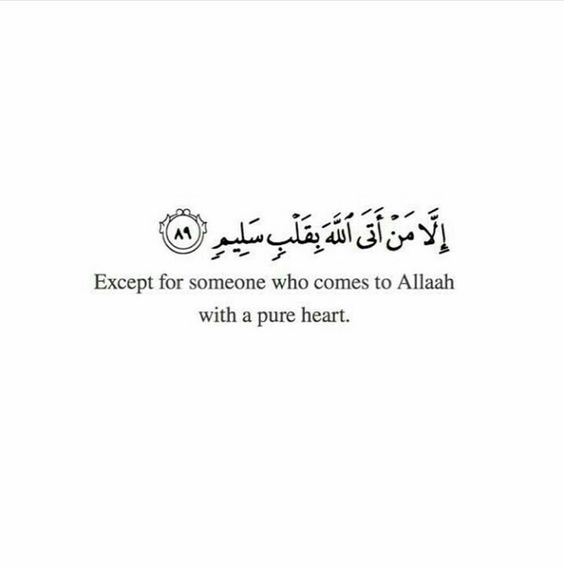 إِلَّا مَنْ أَتَى ٱللَّهَ بِقَلْبٍ سَلِيمٍ ٨٩
Except for someone who comes to Allaah
with a pure heart.